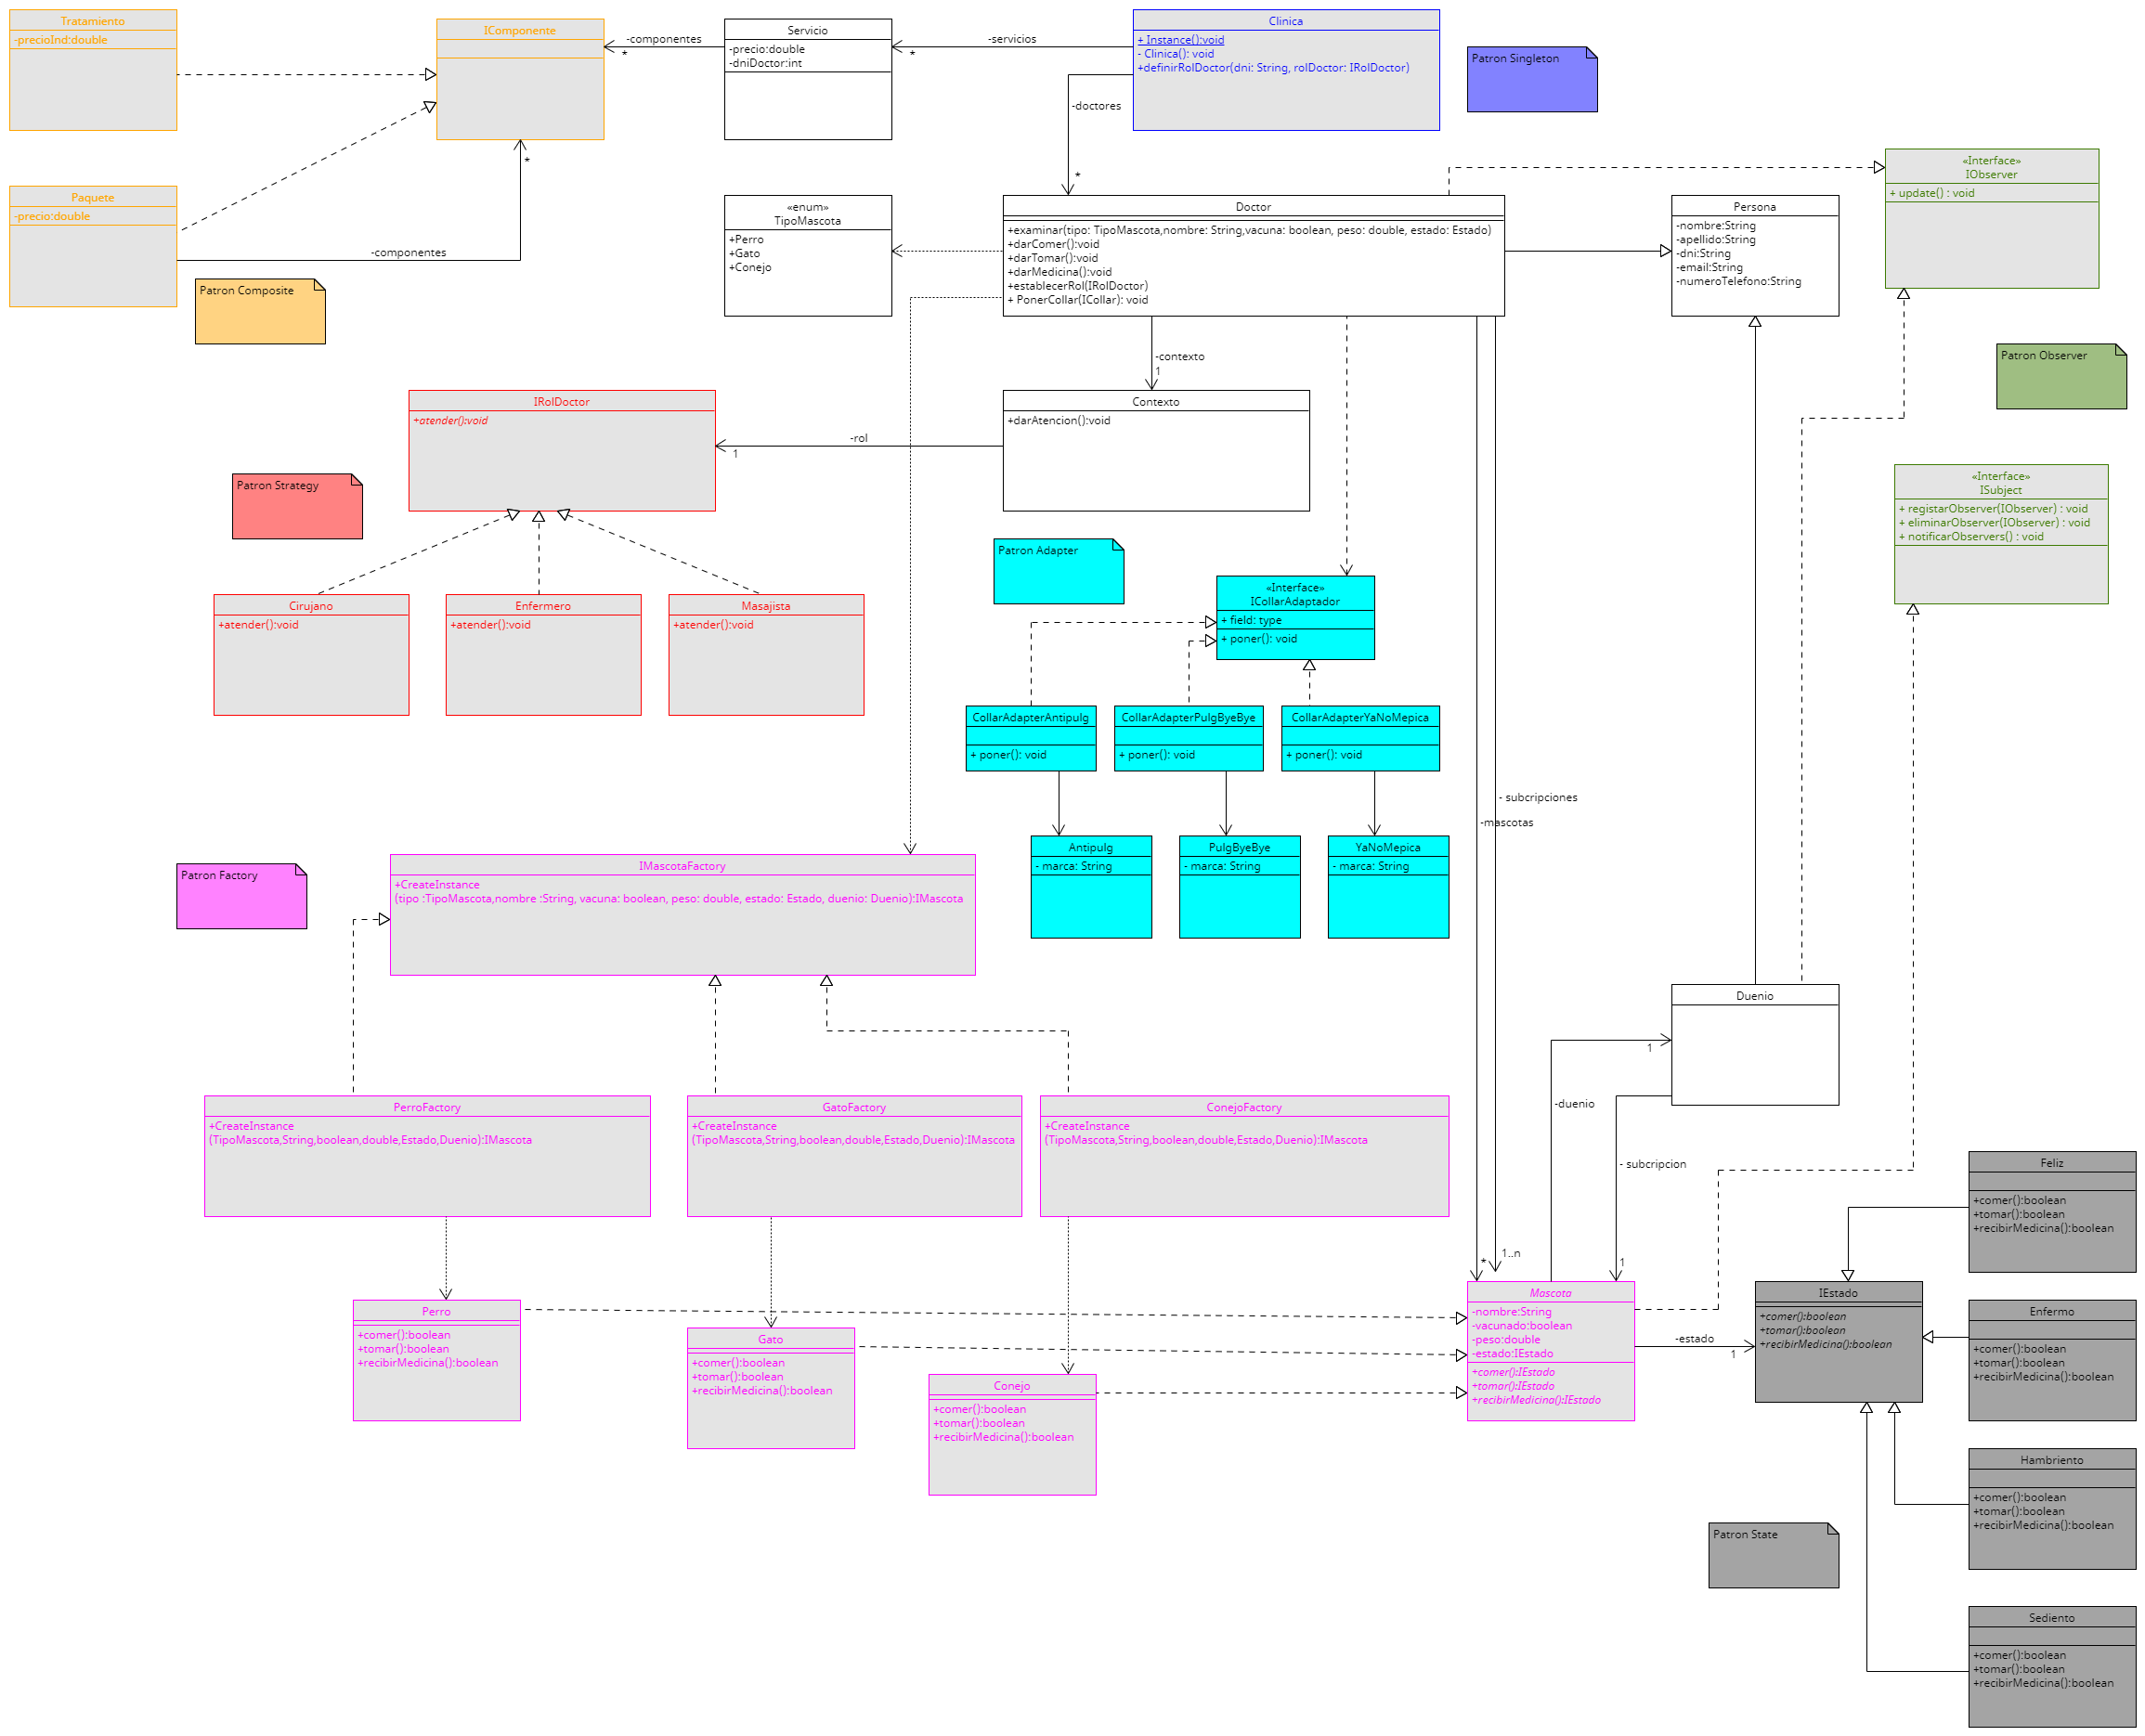 Tratamiento
-precioInd:double
IComponente
-componentes
*
Servicio
-precio:double
-dniDoctor:int
-servicios
*
Clinica
+ Instance():void
- Clinica(): void
+definirRolDoctor(dni: String, rolDoctor: IRolDoctor)
Patron Singleton
-doctores
*
*
Paquete
-precio:double
-componentes
Patron Composite
«enum»
TipoMascota
+Perro
+Gato
+Conejo
Doctor
+examinar(tipo: TipoMascota,nombre: String,vacuna: boolean, peso: double, estado: Estado)
+darComer():void
+darTomar():void
+darMedicina():void
+establecerRol(IRolDoctor)
+ PonerCollar(ICollar): void
Persona
-nombre:String
-apellido:String
-dni:String
-email:String
-numeroTelefono:String
«Interface»
IObserver
+ update() : void
Patron Observer
-contexto
1
IRolDoctor
+atender():void
-rol
1
Contexto
+darAtencion():void
Patron Strategy
«Interface»
ISubject
+ registarObserver(IObserver) : void
+ eliminarObserver(IObserver) : void
+ notificarObservers() : void
Patron Adapter
«Interface»
ICollarAdaptador
+ field: type
+ poner(): void
Cirujano
+atender():void
Enfermero
+atender():void
Masajista
+atender():void
CollarAdapterAntipulg
+ poner(): void
CollarAdapterPulgByeBye
+ poner(): void
CollarAdapterYaNoMepica
+ poner(): void
- subcripciones
-mascotas
Antipulg
- marca: String
PulgByeBye
- marca: String
YaNoMepica
- marca: String
Patron Factory
IMascotaFactory
+CreateInstance
(tipo :TipoMascota,nombre :String, vacuna: boolean, peso: double, estado: Estado, duenio: Duenio):IMascota
Duenio
1
-duenio
- subcripcion
PerroFactory
+CreateInstance
(TipoMascota,String,boolean,double,Estado,Duenio):IMascota
GatoFactory
+CreateInstance
(TipoMascota,String,boolean,double,Estado,Duenio):IMascota
ConejoFactory
+CreateInstance
(TipoMascota,String,boolean,double,Estado,Duenio):IMascota
*
1..n
1
Perro
+comer():boolean
+tomar():boolean
+recibirMedicina():boolean
Gato
+comer():boolean
+tomar():boolean
+recibirMedicina():boolean
Conejo
+comer():boolean
+tomar():boolean
+recibirMedicina():boolean
Mascota
-nombre:String
-vacunado:boolean
-peso:double
-estado:IEstado
+comer():IEstado
+tomar():IEstado
+recibirMedicina():IEstado
-estado
1
IEstado
+comer():boolean
+tomar():boolean
+recibirMedicina():boolean
Feliz
+comer():boolean
+tomar():boolean
+recibirMedicina():boolean
Enfermo
+comer():boolean
+tomar():boolean
+recibirMedicina():boolean
Hambriento
+comer():boolean
+tomar():boolean
+recibirMedicina():boolean
Patron State
Sediento
+comer():boolean
+tomar():boolean
+recibirMedicina():boolean